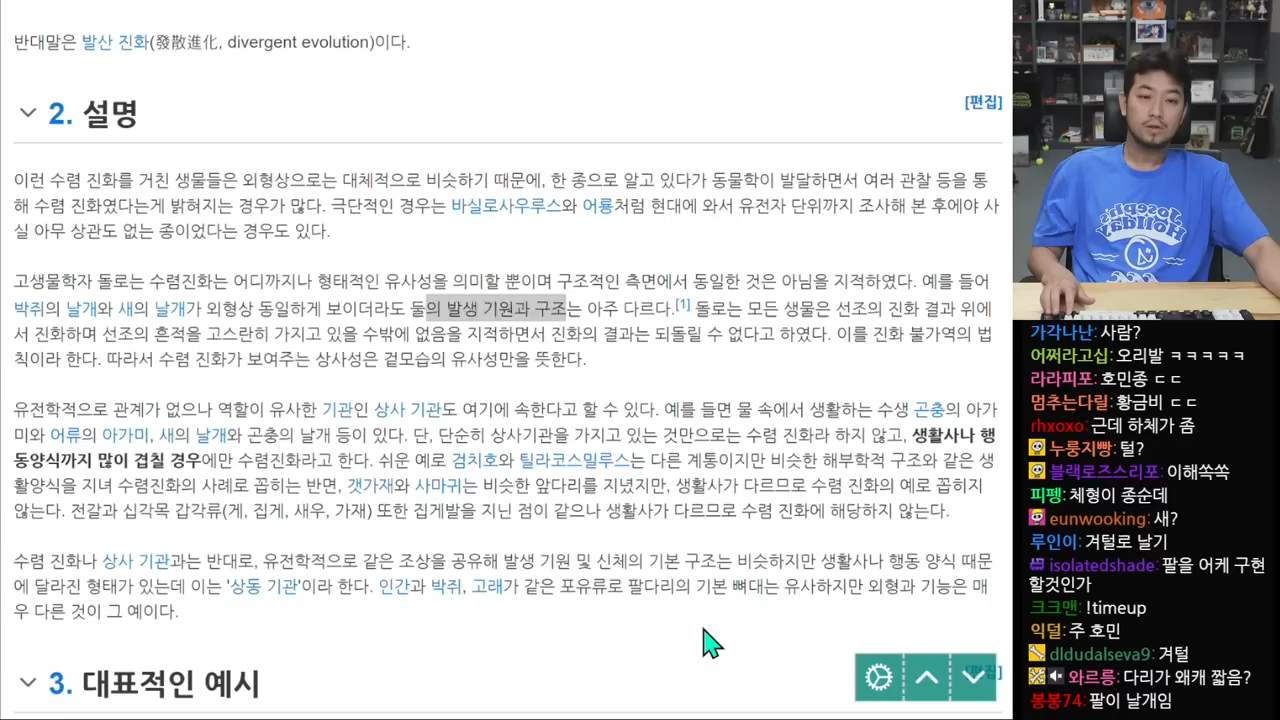 반대말은 발산 진화(發散進化, divergent evolution)이다.
2. 설명
[편집]
이런 수렴 진화를 거친 생물들은 외형상으로는 대체적으로 비슷하기 때문에, 한 종으로 알고 있다가 동물학이 발달하면서 여러 관찰 등을 통
해 수렴 진화였다는게 밝혀지는 경우가 많다. 극단적인 경우는 바실로사우루스와 어룡처럼 현대에 와서 유전자 단위까지 조사해 본 후에야 사
실 아무 상관도 없는 종이었다는 경우도 있다.
고생물학자 돌로는 수렴진화는 어디까지나 형태적인 유사성을 의미할 뿐이며 구조적인 측면에서 동일한 것은 아님을 지적하였다. 예를 들어
박쥐의 날개와 새의 날개가 외형상 동일하게 보이더라도 둘의 발생 기원과 구조는 아주 다르다.[1] 돌로는 모든 생물은 선조의 진화 결과 위에
서 진화하며 선조의 흔적을 고스란히 가지고 있을 수밖에 없음을 지적하면서 진화의 결과는 되돌릴 수 없다고 하였다. 이를 진화 불가역의 법
칙이라 한다. 따라서 수렴 진화가 보여주는 상사성은 겉모습의 유사성만을 뜻한다.
유전학적으로 관계가 없으나 역할이 유사한 기관인 상사 기관도 여기에 속한다고 할 수 있다. 예를 들면 물 속에서 생활하는 수생 곤충의 아가
미와 어류의 아가미, 새의 날개와 곤충의 날개 등이 있다. 단, 단순히 상사기관을 가지고 있는 것만으로는 수렴 진화라 하지 않고, 생활사나 행
동양식까지 많이 겹칠 경우에만 수렴진화라고 한다. 쉬운 예로 검치호와 틸라코스밀루스는 다른 계통이지만 비슷한 해부학적 구조와 같은 생
활양식을 지녀 수렴진화의 사례로 꼽히는 반면, 갯가재와 사마귀는 비슷한 앞다리를 지녔지만, 생활사가 다르므로 수렴 진화의 예로 꼽히지
않는다. 전갈과 십각목 갑각류(게, 집게, 새우, 가재) 또한 집게발을 지닌 점이 같으나 생활사가 다르므로 수렴 진화에 해당하지 않는다.
수렴 진화나 상사 기관과는 반대로, 유전학적으로 같은 조상을 공유해 발생 기원 및 신체의 기본 구조는 비슷하지만 생활사나 행동 양식 때문
에 달라진 형태가 있는데 이는 '상동 기관'이라 한다. 인간과 박쥐, 고래가 같은 포유류로 팔다리의 기본 뼈대는 유사하지만 외형과 기능은 매
우 다른 것이 그 예이다.
3. 대표적인 예시
[편집]
Joseph's
Holiday
가각나난: 사람?
어쩌라고십: 오리발 ㅋㅋㅋㅋㅋ
라라피포: 호민종 ㄷㄷ
멈추는다릴: 황금비 ㄷㄷ
rhxoxo: 근데 하체가 좀
누룽지빵: 털?
블랙로즈스리포: 이해쏙쏙
피펭: 체형이 종순데
eunwooking: 새?
루인이: 겨털로 날기
isolatedshade: 팔을 어케 구현
할것인가
크크맨: !timeup
익덜: 주 호민
dldudalseva9: 겨털
와르릉: 다리가 왜캐 짧음?
봉봉74: 팔이 날개임